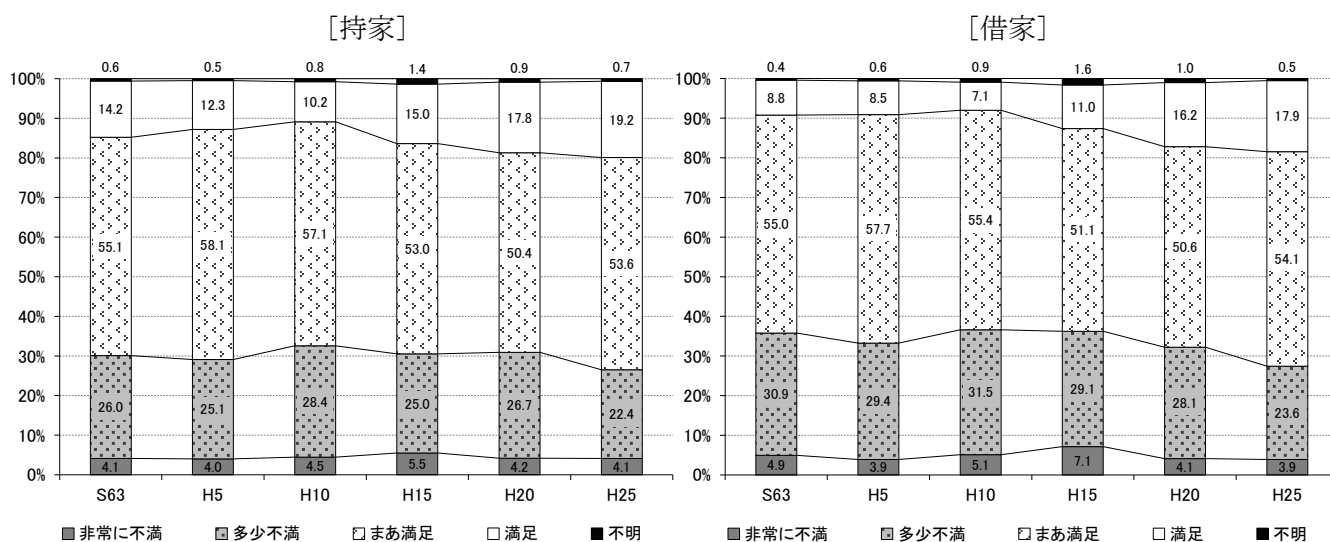 [持家]
0.6 0.5 0.8 1.4 0.9 0.7
100%
90%
80%
70%
60%
50%
40%
30%
20%
10%
0%
14.2 12.3 10.2 15.0 17.8 19.2
55.1 58.1 57.1 53.0 50.4 53.6
26.0 25.1 28.4 25.0 26.7 22.4
4.1 4.0 4.5 5.5 4.2 4.1
S63 H5 H10 H15 H20 H25
非常に不満 多少不満 まあ満足 満足 不明
[借家]
0.4 0.6 0.9 1.6 1.0 0.5
100%
90%
80%
70%
60%
50%
40%
30%
20%
10%
0%
8.8 8.5 7.1 11.0 16.2 17.9
55.0 57.7 55.4 51.1 50.6 54.1
30.9 29.4 31.5 29.1 28.1 23.6
4.9 3.9 5.1 7.1 4.1 3.9
S63 H5 H10 H15 H20 H25
非常に不満 多少不満 まあ満足 満足 不明